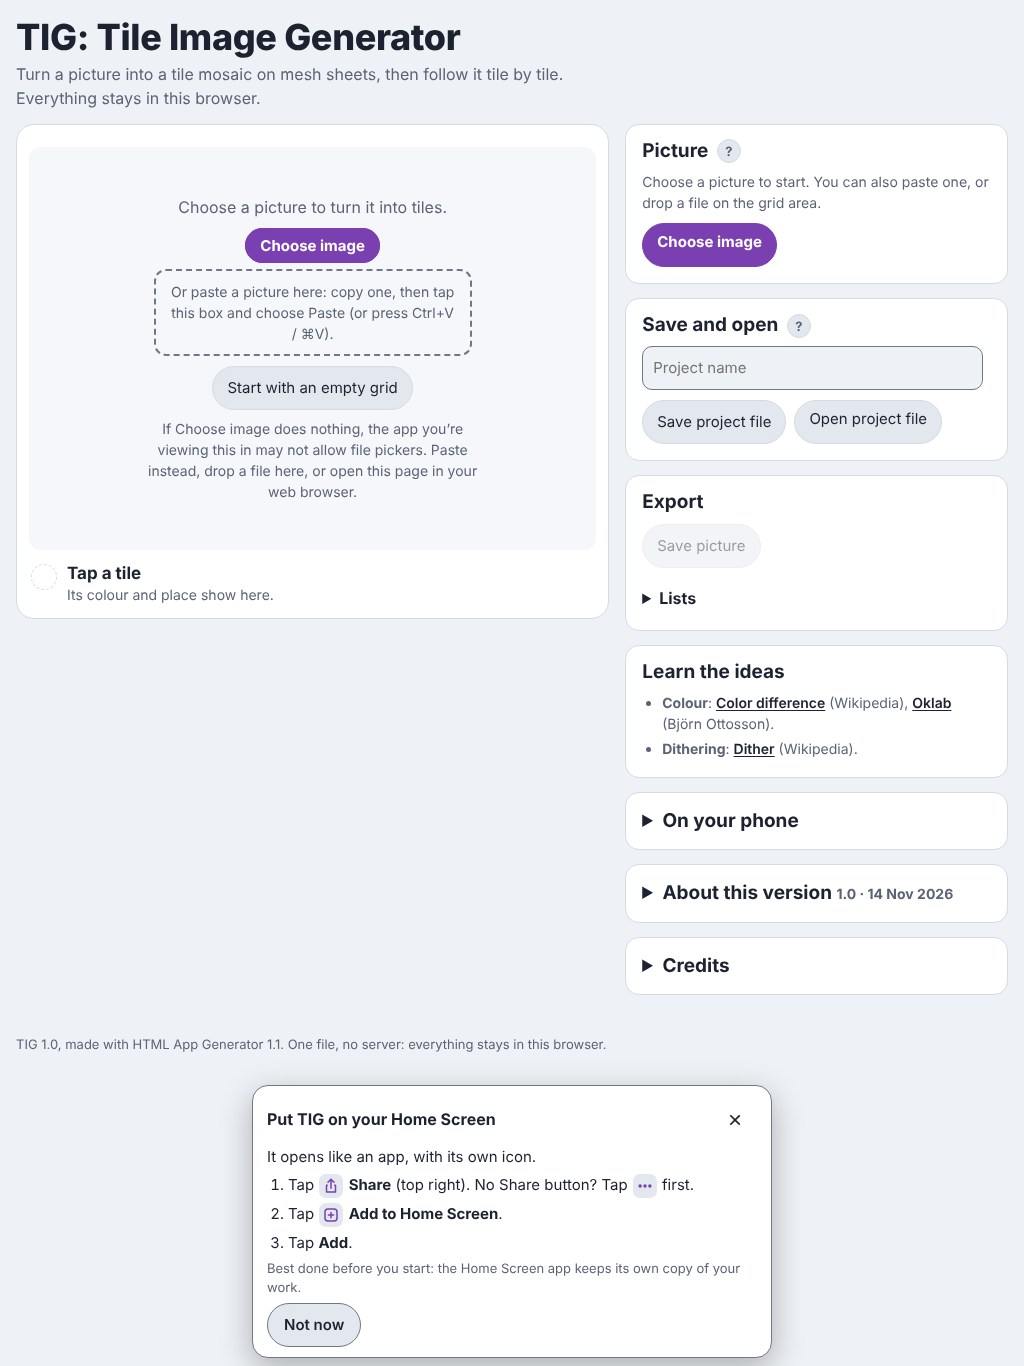 TIG: Tile Image Generator
Turn a picture into a tile mosaic on mesh sheets, then follow it tile by tile.
Everything stays in this browser.
Choose a picture to turn it into tiles.
Choose image
Or paste a picture here: copy one, then tap
this box and choose Paste (or press Ctrl+V
/ ⌘V).
Start with an empty grid
If Choose image does nothing, the app you’re
viewing this in may not allow file pickers. Paste
instead, drop a file here, or open this page in your
web browser.
Tap a tile
Its colour and place show here.
Picture ?
Choose a picture to start. You can also paste one, or
drop a file on the grid area.
Choose image
Save and open ?
Project name
Save project file Open project file
Export
Save picture
Lists
Learn the ideas
• Colour: Color difference (Wikipedia), Oklab
(Björn Ottosson).
• Dithering: Dither (Wikipedia).
On your phone
About this version 1.0 · 14 Nov 2026
Credits
TIG 1.0, made with HTML App Generator 1.1. One file, no server: everything stays in this browser.
Put TIG on your Home Screen
It opens like an app, with its own icon.
1. Tap Share (top right). No Share button? Tap first.
2. Tap Add to Home Screen.
3. Tap Add.
Best done before you start: the Home Screen app keeps its own copy of your
work.
Not now